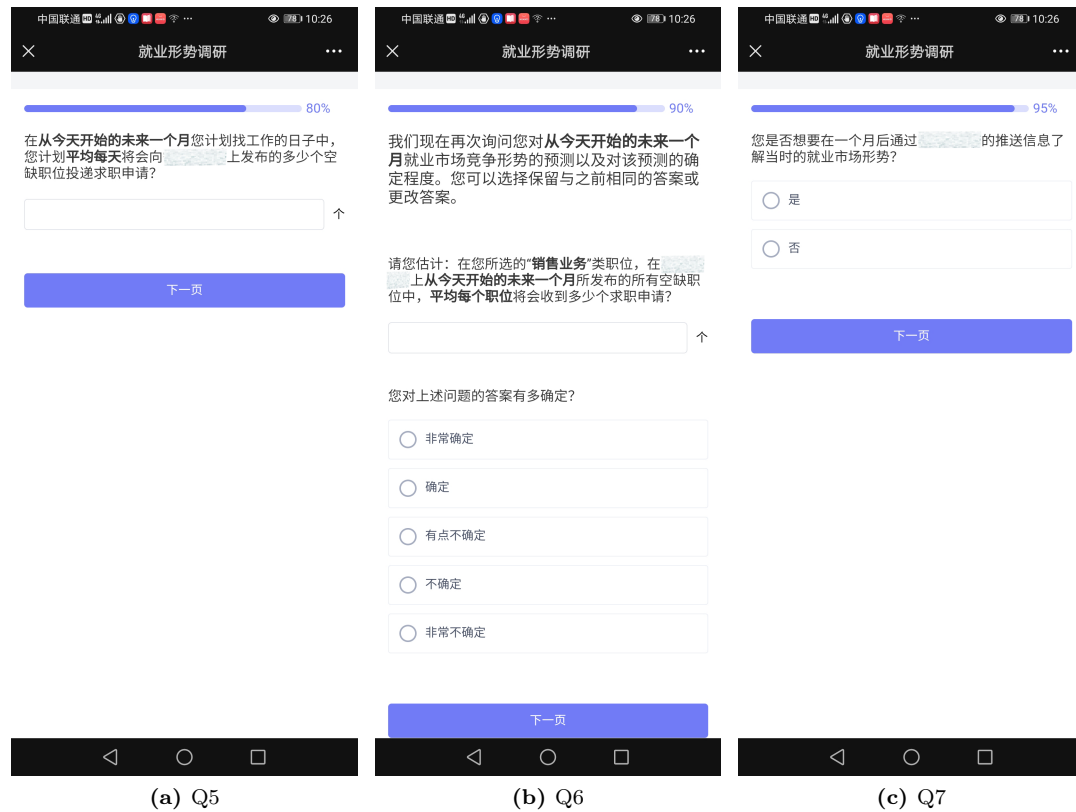 中国联通 10:26
就业形势调研
80%
在从今天开始的未来一个月您计划找工作的日子中，
您计划平均每天将会向 上发布的多少个空
缺职位投递求职申请？
个
下一页
(a) Q5
中国联通 10:26
就业形势调研
90%
我们现在再次询问您对从今天开始的未来一个
月就业市场竞争形势的预测以及对该预测的确
定程度。您可以选择保留与之前相同的答案或
更改答案。
请您估计：在您所选的“销售业务”类职位，在
上从今天开始的未来一个月所发布的所有空缺职
位中，平均每个职位将会收到多少个求职申请？
个
您对上述问题的答案有多确定？
非常确定
确定
有点不确定
不确定
非常不确定
下一页
(b) Q6
中国联通 10:26
就业形势调研
95%
您是否想要在一个月后通过 的推送信息了
解当时的就业市场形势？
是
否
下一页
(c) Q7